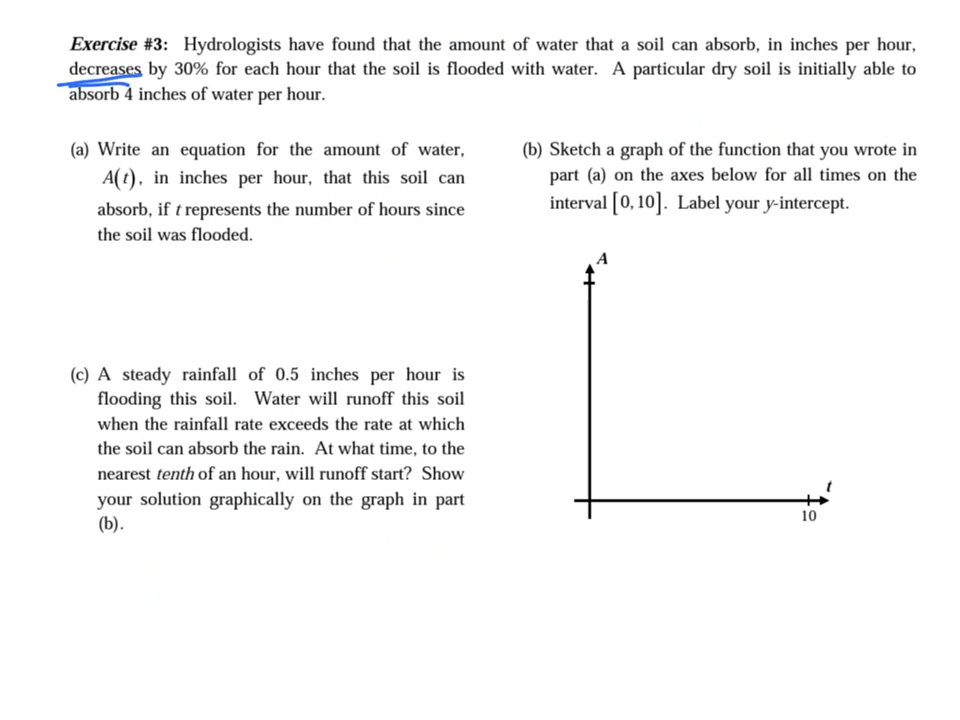 Exercise #3: Hydrologists have found that the amount of water that a soil can absorb, in inches per hour,
decreases by 30% for each hour that the soil is flooded with water. A particular dry soil is initially able to
absorb 4 inches of water per hour.
(a) Write an equation for the amount of water,
A(t), in inches per hour, that this soil can
absorb, if t represents the number of hours since
the soil was flooded.
(b) Sketch a graph of the function that you wrote in
part (a) on the axes below for all times on the
interval [0,10]. Label your y-intercept.
A
t
10
(c) A steady rainfall of 0.5 inches per hour is
flooding this soil. Water will runoff this soil
when the rainfall rate exceeds the rate at which
the soil can absorb the rain. At what time, to the
nearest tenth of an hour, will runoff start? Show
your solution graphically on the graph in part
(b).